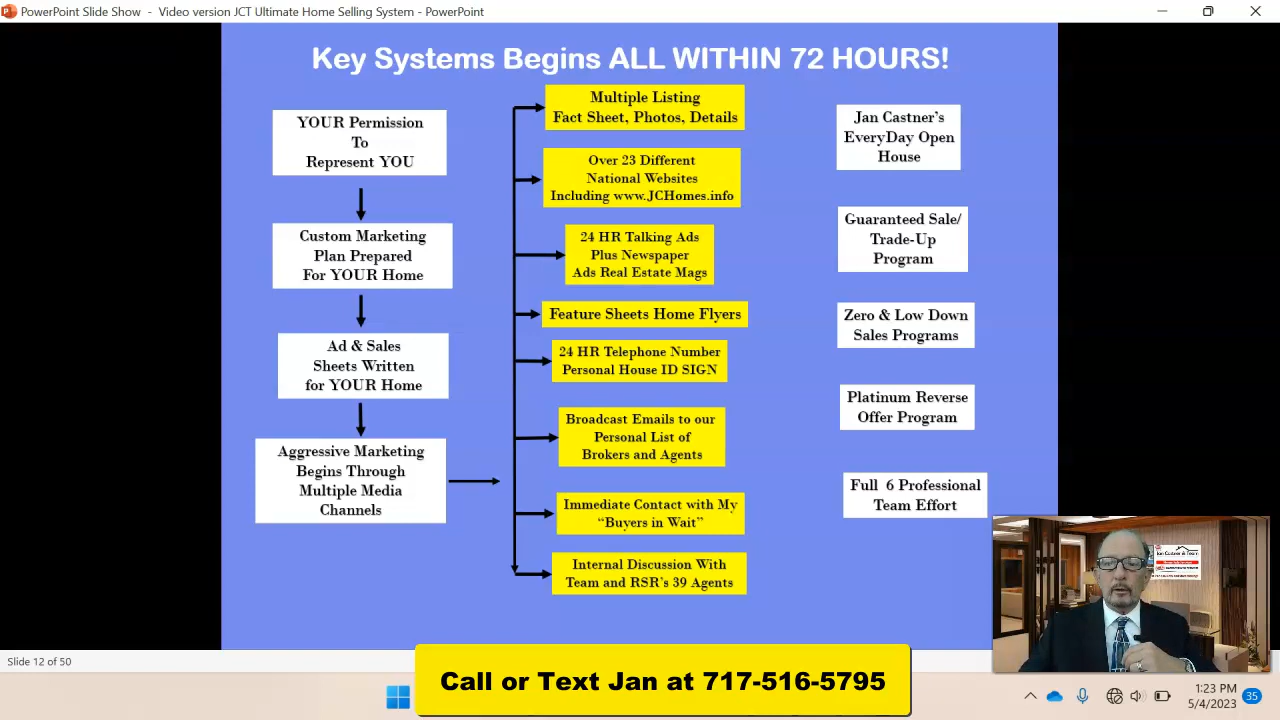 PowerPoint Slide Show - Video version JCT Ultimate Home Selling System - PowerPoint
Key Systems Begins ALL WITHIN 72 HOURS!
YOUR Permission
To
Represent YOU
Custom Marketing
Plan Prepared
For YOUR Home
Ad & Sales
Sheets Written
for YOUR Home
Aggressive Marketing
Begins Through
Multiple Media
Channels
Multiple Listing
Fact Sheet, Photos, Details
Over 23 Different
National Websites
Including www.JCHomes.info
24 HR Talking Ads
Plus Newspaper
Ads Real Estate Mags
Feature Sheets Home Flyers
24 HR Telephone Number
Personal House ID SIGN
Broadcast Emails to our
Personal List of
Brokers and Agents
Immediate Contact with My
“Buyers in Wait”
Internal Discussion With
Team and RSR's 39 Agents
Jan Castner's
EveryDay Open
House
Guaranteed Sale/
Trade-Up
Program
Zero & Low Down
Sales Programs
Platinum Reverse
Offer Program
Full 6 Professional
Team Effort
Jan Castner & Team
Slide 12 of 50
Call or Text Jan at 717-516-5795
1:23 PM
5/4/2023
35